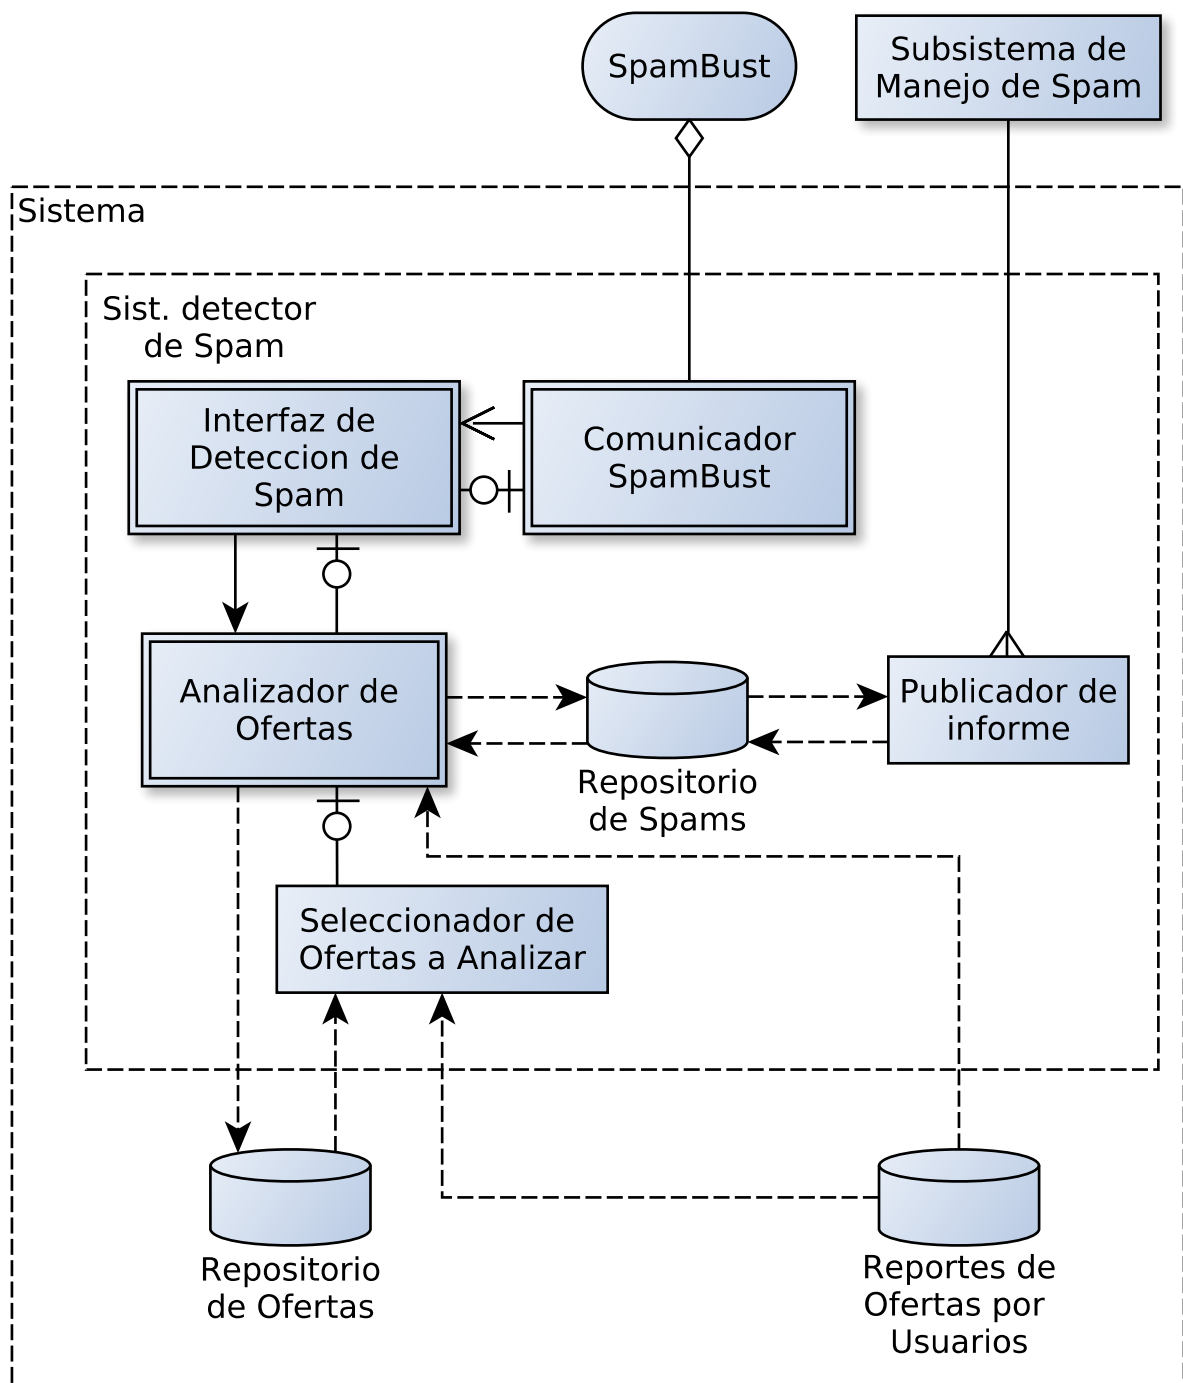 SpamBust
Subsistema de
Manejo de Spam
Sistema
Sist. detector
de Spam
Interfaz de
Deteccion de
Spam
Comunicador
SpamBust
Analizador de
Ofertas
Repositorio
de Spams
Publicador de
informe
Seleccionador de
Ofertas a Analizar
Repositorio
de Ofertas
Reportes de
Ofertas por
Usuarios